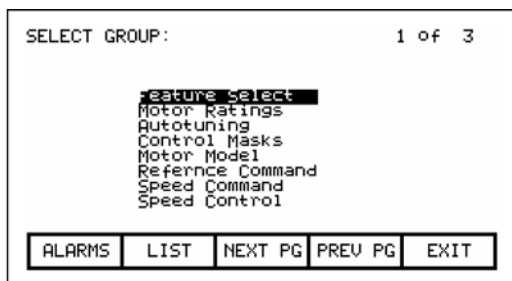 SELECT GROUP: 1 of 3
Feature Select
Motor Ratings
Autotuning
Control Masks
Motor Model
Refernce Command
Speed Command
Speed Control
ALARMS LIST NEXT PG PREV PG EXIT